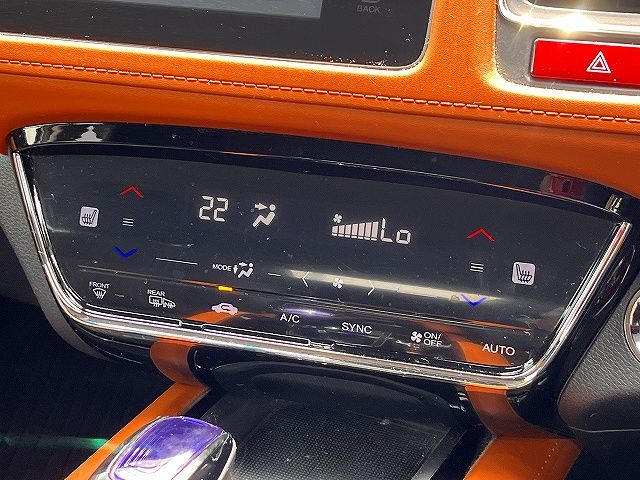 BACK
22
Lo
MODE
FRONT
REAR
A/C
SYNC
ON/
OFF
AUTO